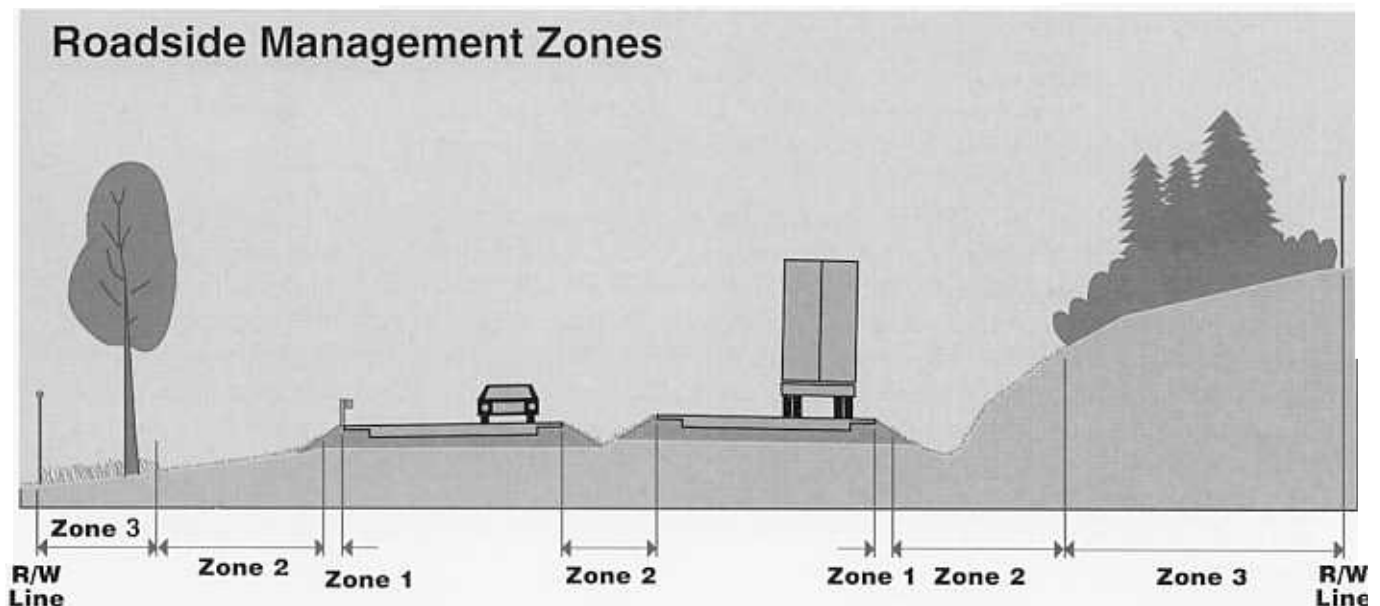 Roadside Management Zones
Zone 3
Zone 2
Zone 1
Zone 2
Zone 1
Zone 2
Zone 3
R/W
Line
R/W
Line